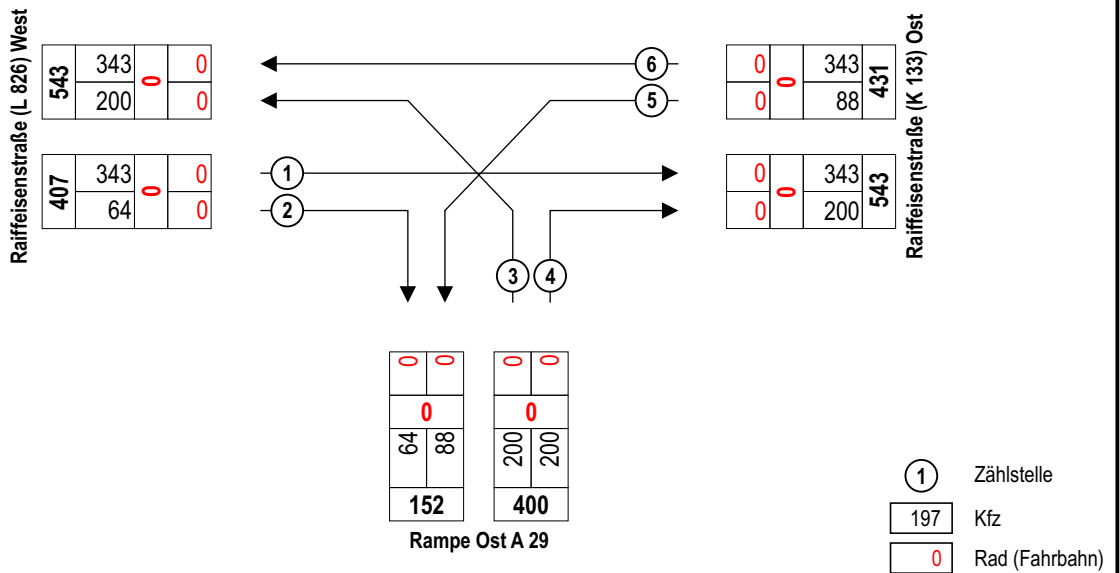 Raiffeisenstraße (L 826) West
543 343 0 0
200 0
407 343 0 0
64 0
6
5
1
2
3 4
0 0 343 431
0 88
0 0 343 543
0 200
Raiffeisenstraße (K 133) Ost
0 0 0 0
0 0
64 88 200 200
152 400
Rampe Ost A 29
1 Zählstelle
197 Kfz
0 Rad (Fahrbahn)